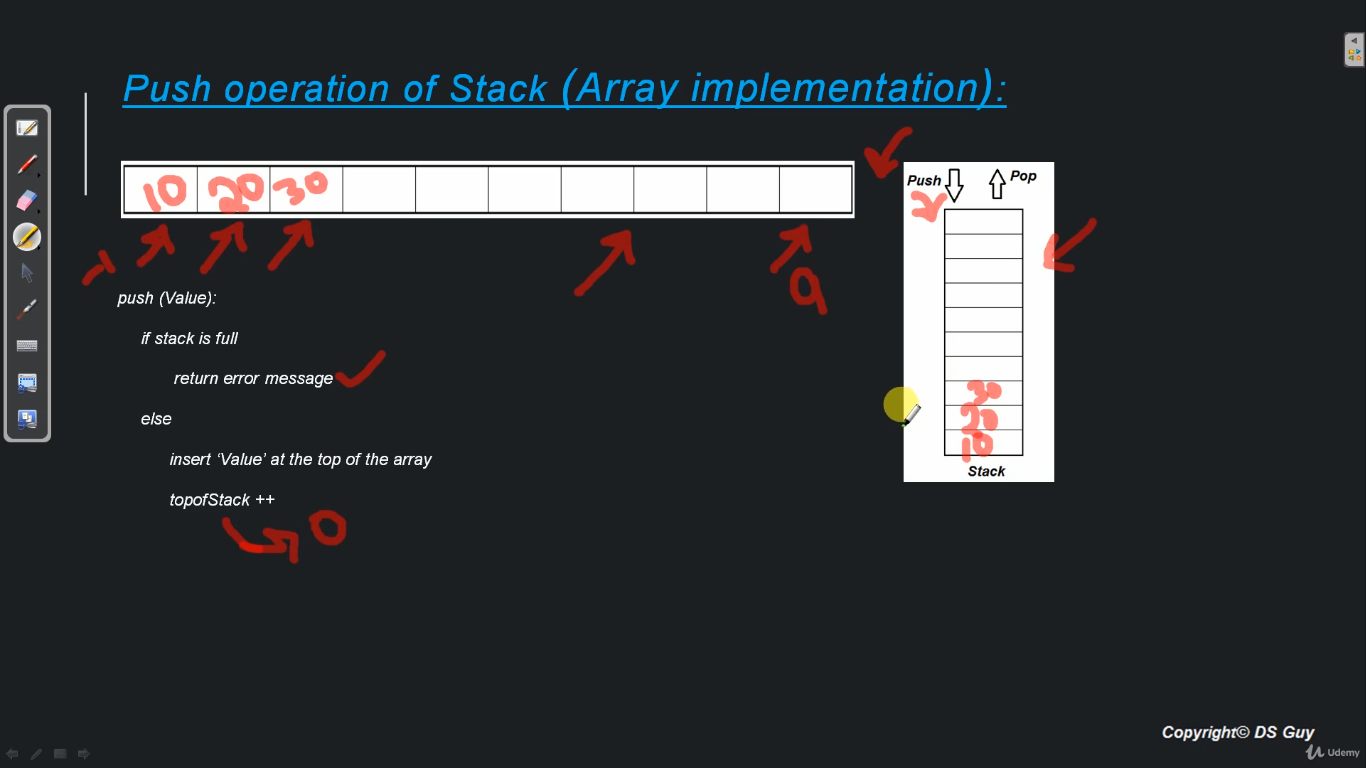 Push operation of Stack (Array implementation):
10 20 30
-1
9
push (Value):
if stack is full
return error message
else
insert ‘Value’ at the top of the array
topofStack ++
0
Push Pop
30
20
10
Stack
Copyright© DS Guy
Udemy